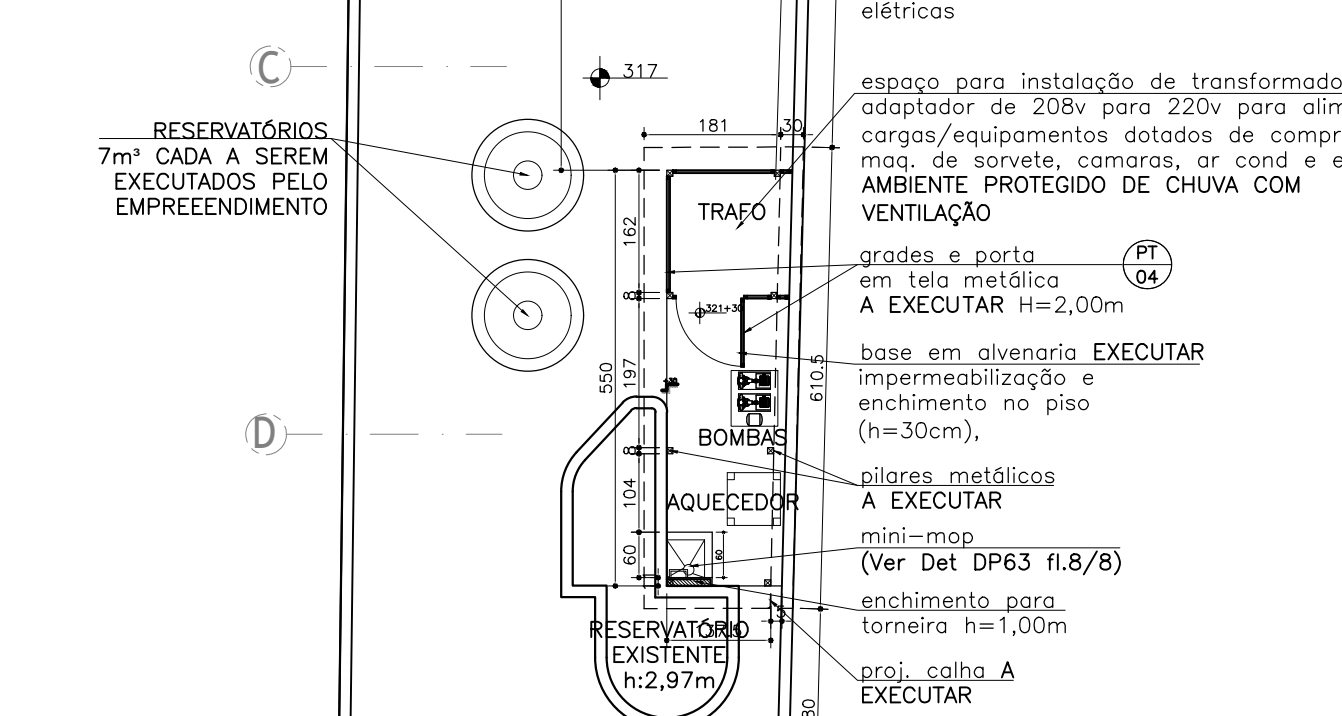 elétricas
C
317
espaço para instalação de transformado
adaptador de 208v para 220v para alim
cargas/equipamentos dotados de compr
maq. de sorvete, camaras, ar cond e e
AMBIENTE PROTEGIDO DE CHUVA COM
VENTILAÇÃO
RESERVATÓRIOS
7m³ CADA A SEREM
EXECUTADOS PELO
EMPREEENDIMENTO
181
30
TRAFO
162
grades e porta
em tela metálica
A EXECUTAR H=2,00m
PT
04
8
321+30
base em alvenaria EXECUTAR
impermeabilização e
enchimento no piso
(h=30cm),
550
197
610.5
D
BOMBAS
8
pilares metálicos
A EXECUTAR
104
AQUECEDOR
mini-mop
(Ver Det DP63 fl.8/8)
60
60
enchimento para
torneira h=1,00m
5
RESERVATÓRIO
EXISTENTE
h:2,97m
proj. calha A
EXECUTAR
80